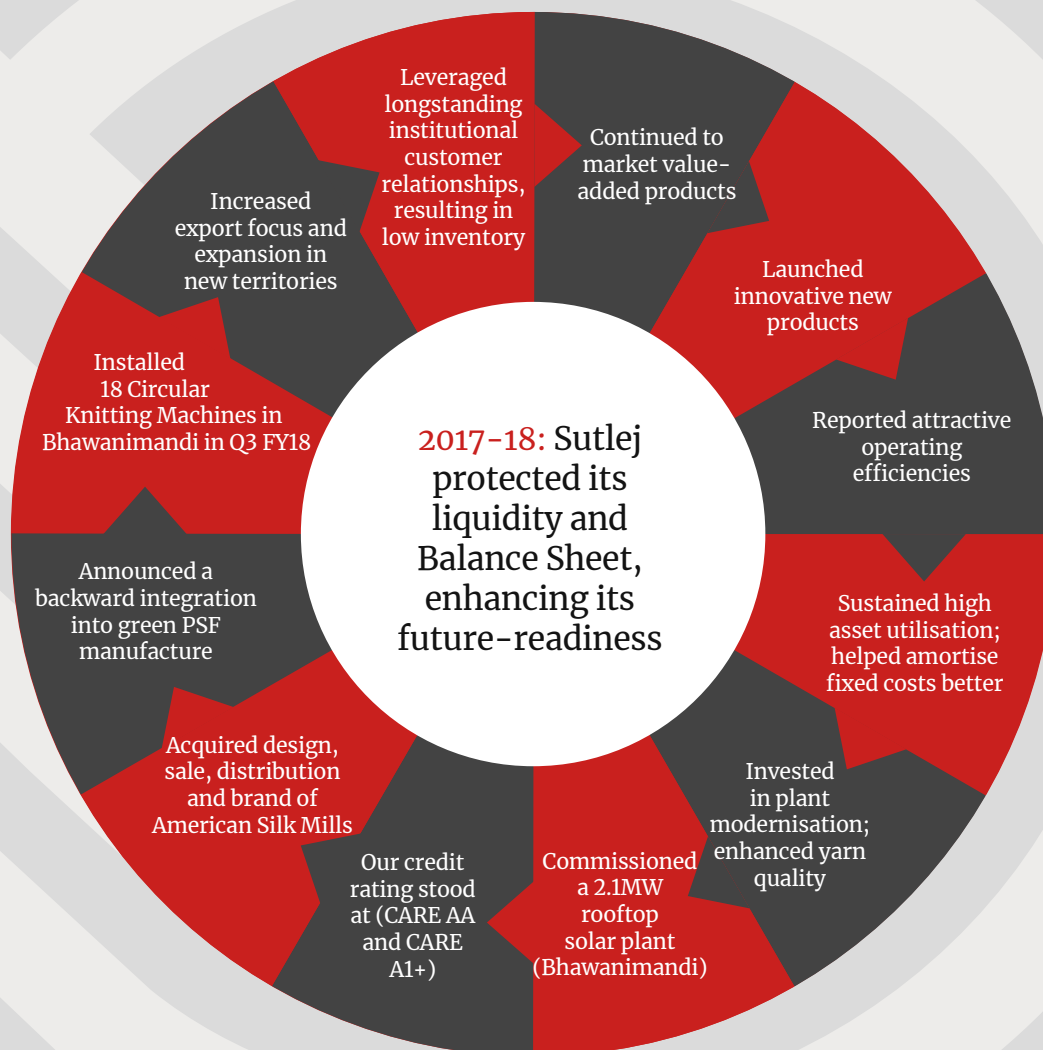 Leveraged
longstanding
institutional
customer
relationships,
resulting in
low inventory
Continued to
market value-
added products
Launched
innovative new
products
Reported attractive
operating
efficiencies
Sustained high
asset utilisation;
helped amortise
fixed costs better
Invested
in plant
modernisation;
enhanced yarn
quality
Commissioned
a 2.1MW
rooftop
solar plant
(Bhawanimandi)
Our credit
rating stood
at (CARE AA
and CARE
A1+)
Acquired design,
sale, distribution
and brand of
American Silk Mills
Announced a
backward integration
into green PSF
manufacture
Installed
18 Circular
Knitting Machines in
Bhawanimandi in Q3 FY18
Increased
export focus and
expansion in
new territories
2017-18: Sutlej
protected its
liquidity and
Balance Sheet,
enhancing its
future-readiness